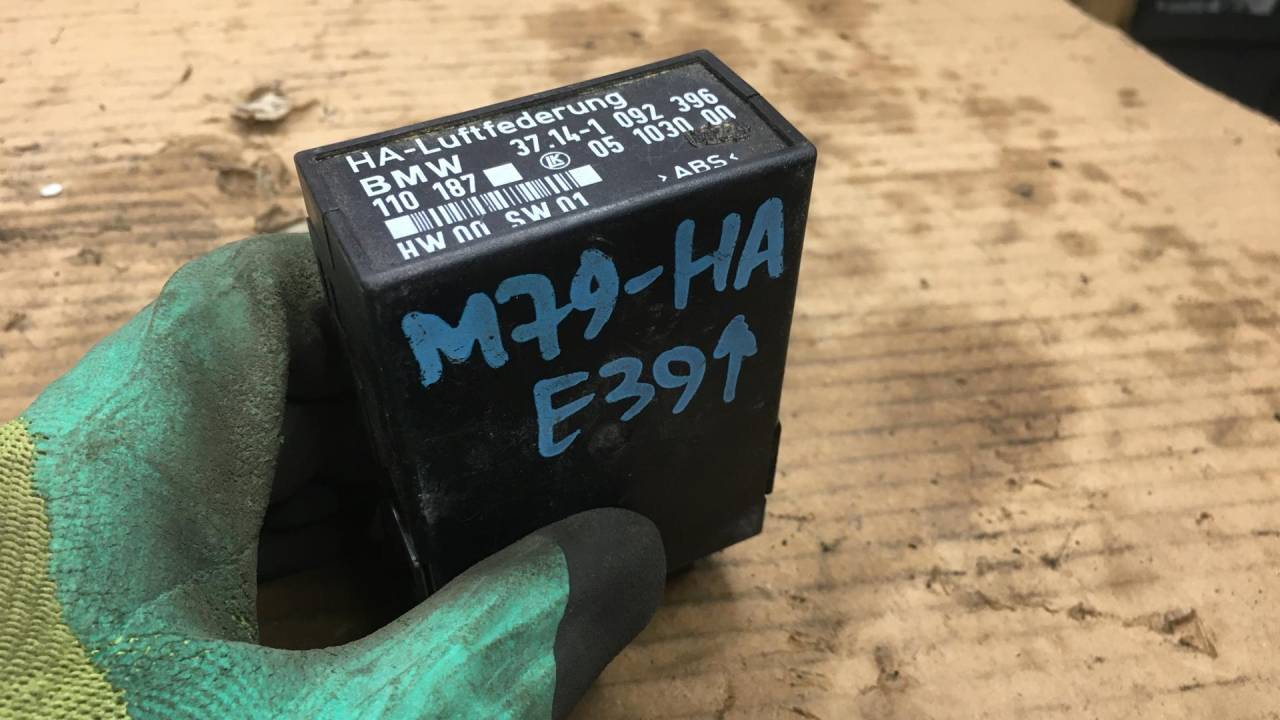 HA-Luftfederung
BMW 37.14-1 092 396
110 187 LK 05 1030 00
>ABS<
HW 00 SW 01
M79-HA
E39↑